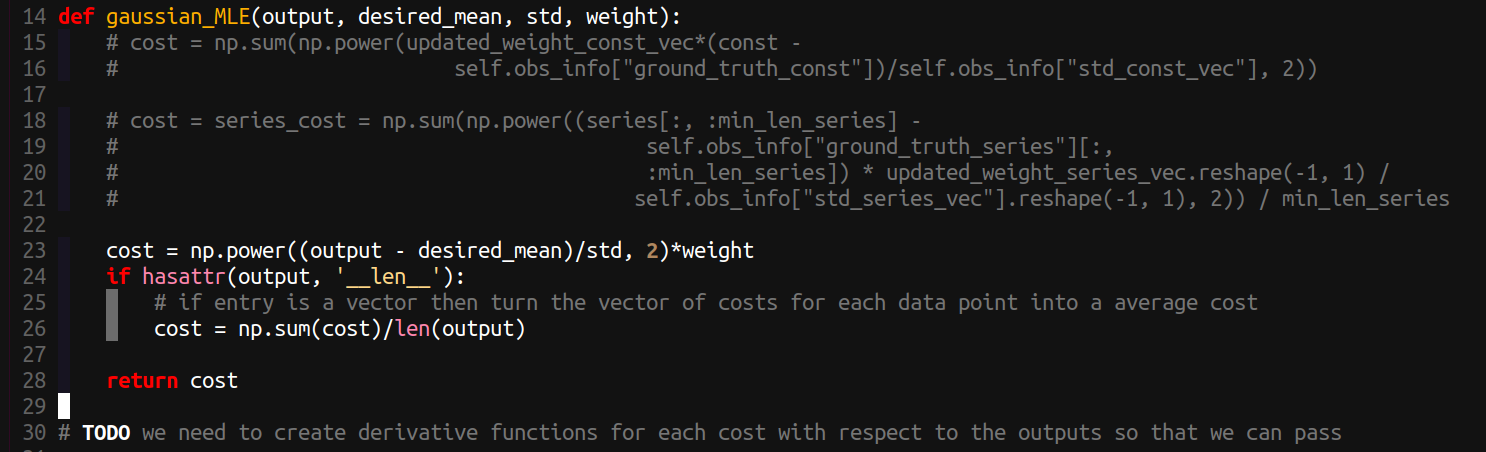 14 def gaussian_MLE(output, desired_mean, std, weight):
15     # cost = np.sum(np.power(updated_weight_const_vec*(const -
16     #                            self.obs_info["ground_truth_const"])/self.obs_info["std_const_vec"], 2))
17
18     # cost = series_cost = np.sum(np.power((series[:, :min_len_series] -
19     #                                            self.obs_info["ground_truth_series"][:,
20     #                                            :min_len_series]) * updated_weight_series_vec.reshape(-1, 1) /
21     #                                           self.obs_info["std_series_vec"].reshape(-1, 1), 2)) / min_len_series
22
23     cost = np.power((output - desired_mean)/std, 2)*weight
24     if hasattr(output, '__len__'):
25         # if entry is a vector then turn the vector of costs for each data point into a average cost
26         cost = np.sum(cost)/len(output)
27
28     return cost
29
30 # TODO we need to create derivative functions for each cost with respect to the outputs so that we can pass